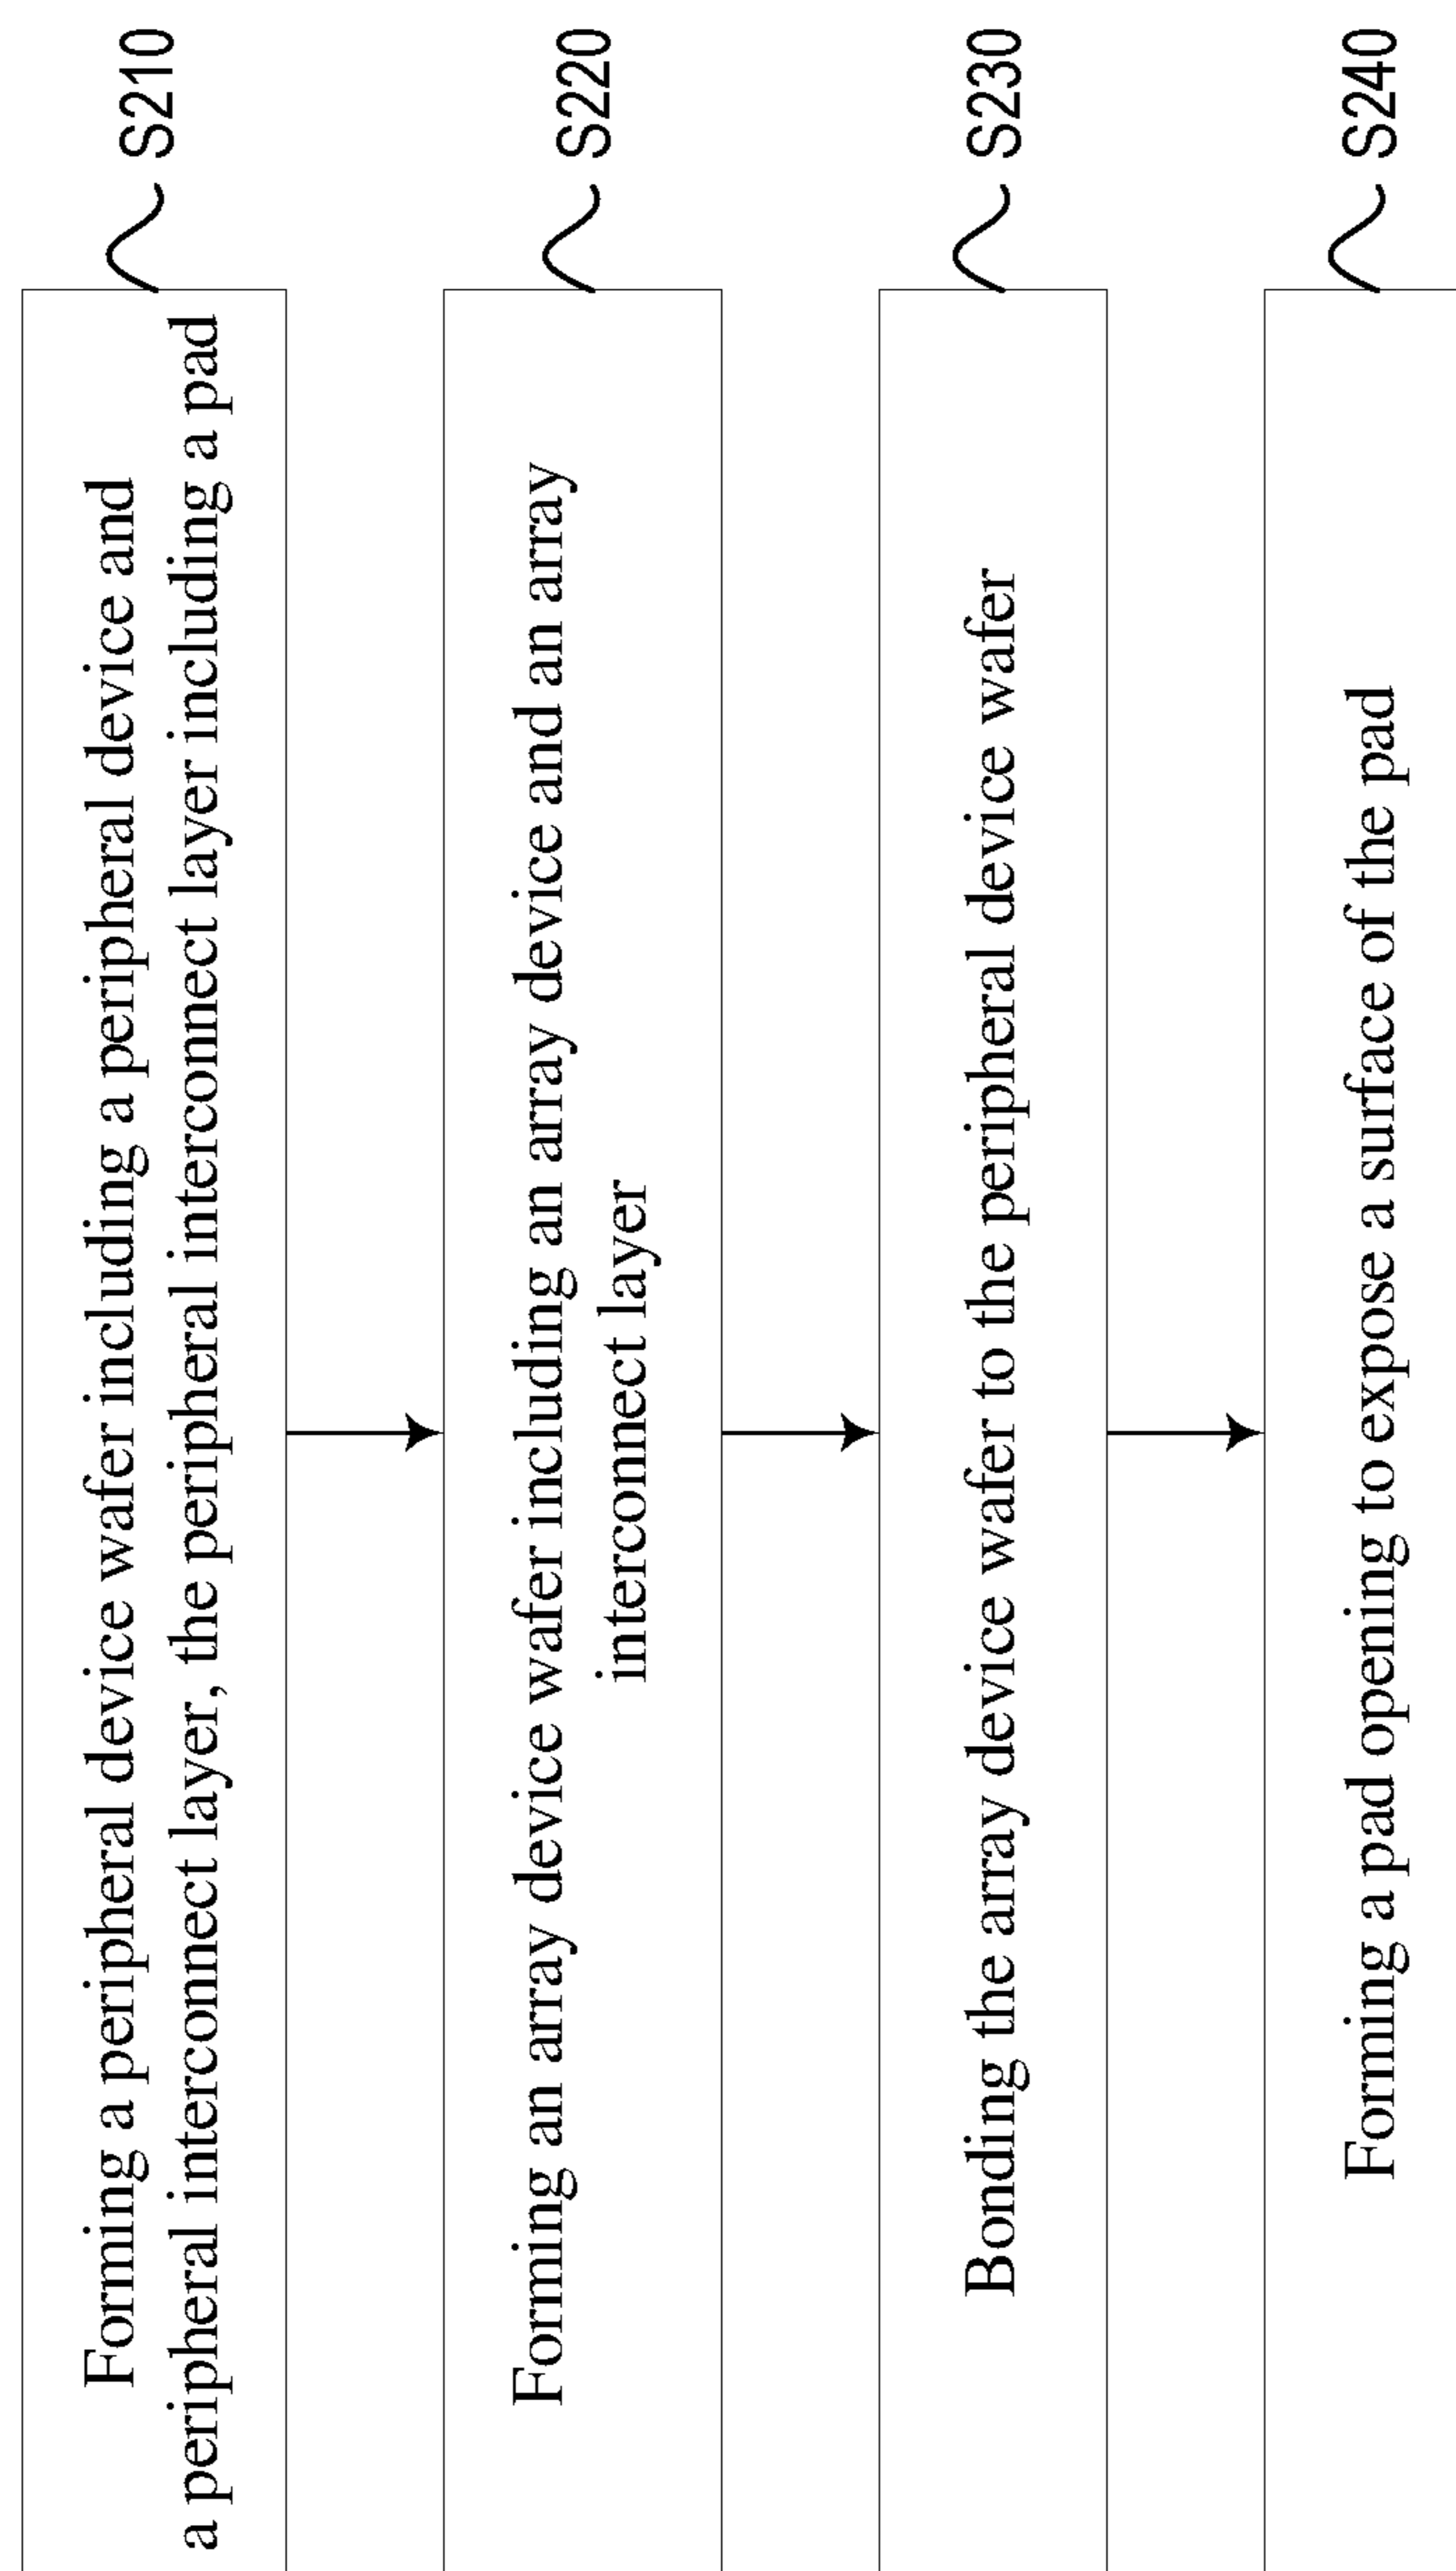 Forming a peripheral device wafer including a peripheral device and
a peripheral interconnect layer, the peripheral interconnect layer including a pad
S210
Forming an array device wafer including an array device and an array
interconnect layer
S220
Bonding the array device wafer to the peripheral device wafer
S230
Forming a pad opening to expose a surface of the pad
S240